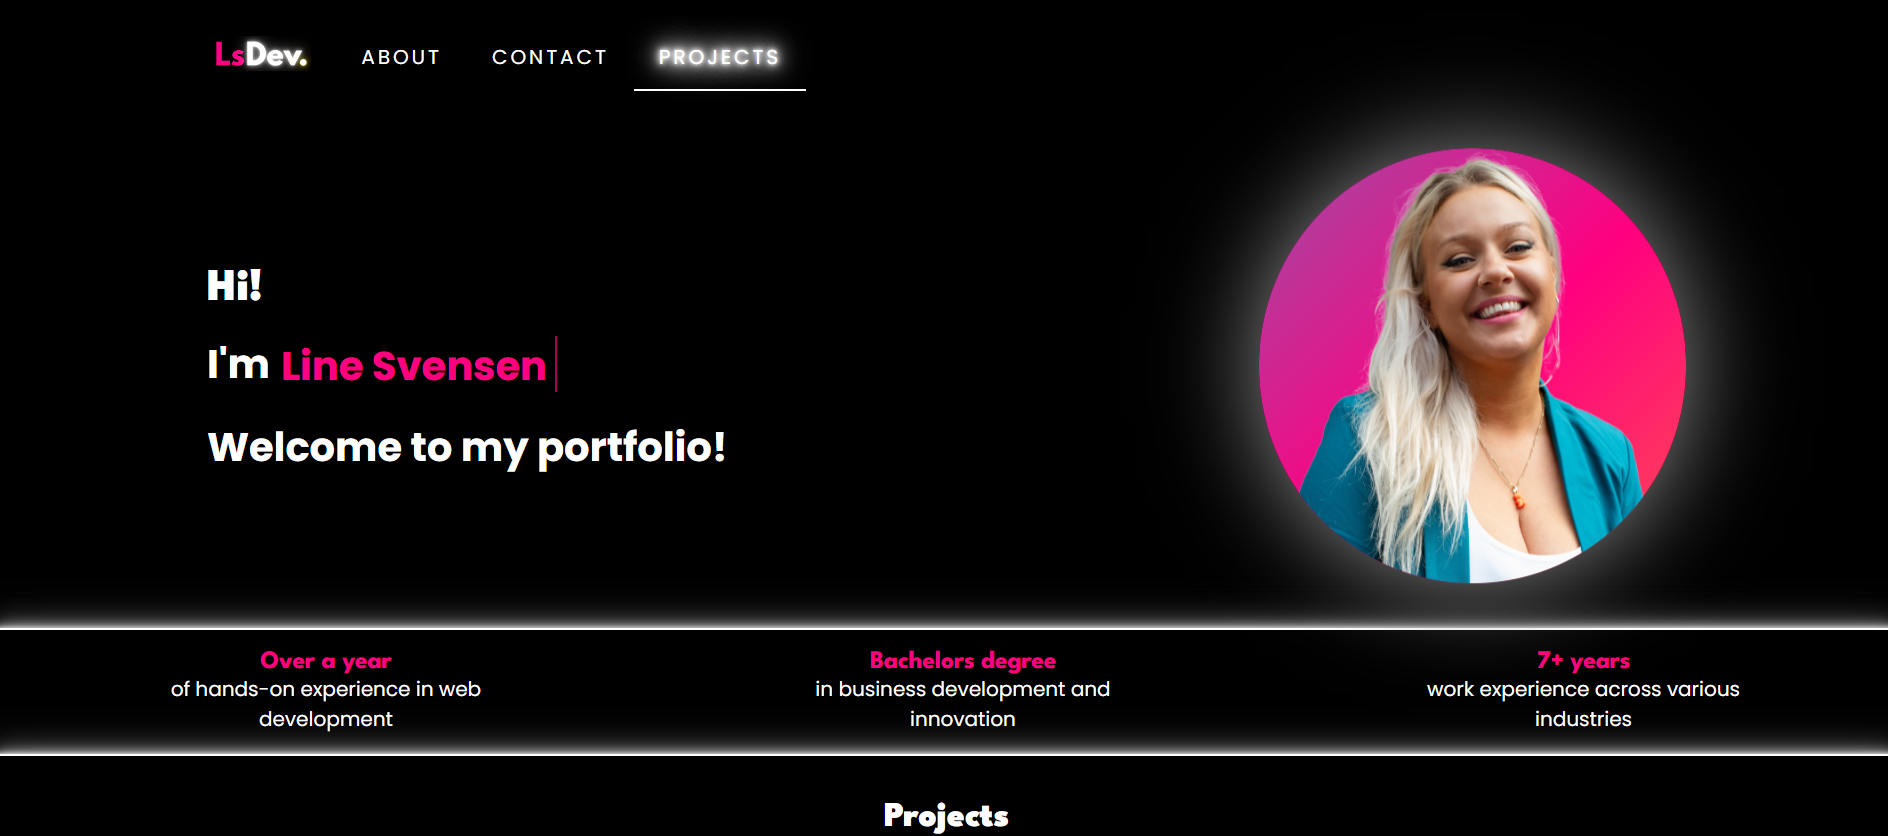 LsDev. ABOUT CONTACT PROJECTS
Hi!
I'm Line Svensen
Welcome to my portfolio!
Over a year
of hands-on experience in web
development
Bachelors degree
in business development and
innovation
7+ years
work experience across various
industries
Projects